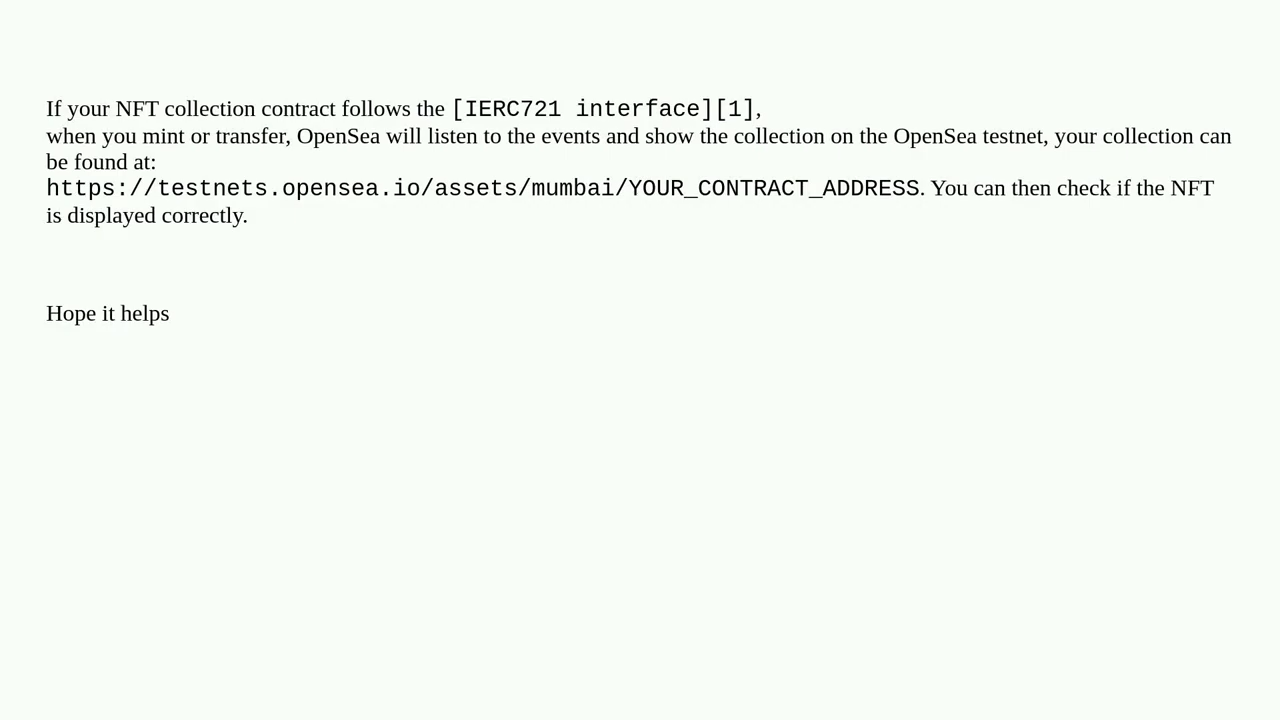 If your NFT collection contract follows the [IERC721 interface][1],
when you mint or transfer, OpenSea will listen to the events and show the collection on the OpenSea testnet, your collection can
be found at:
https://testnets.opensea.io/assets/mumbai/YOUR_CONTRACT_ADDRESS. You can then check if the NFT
is displayed correctly.
Hope it helps